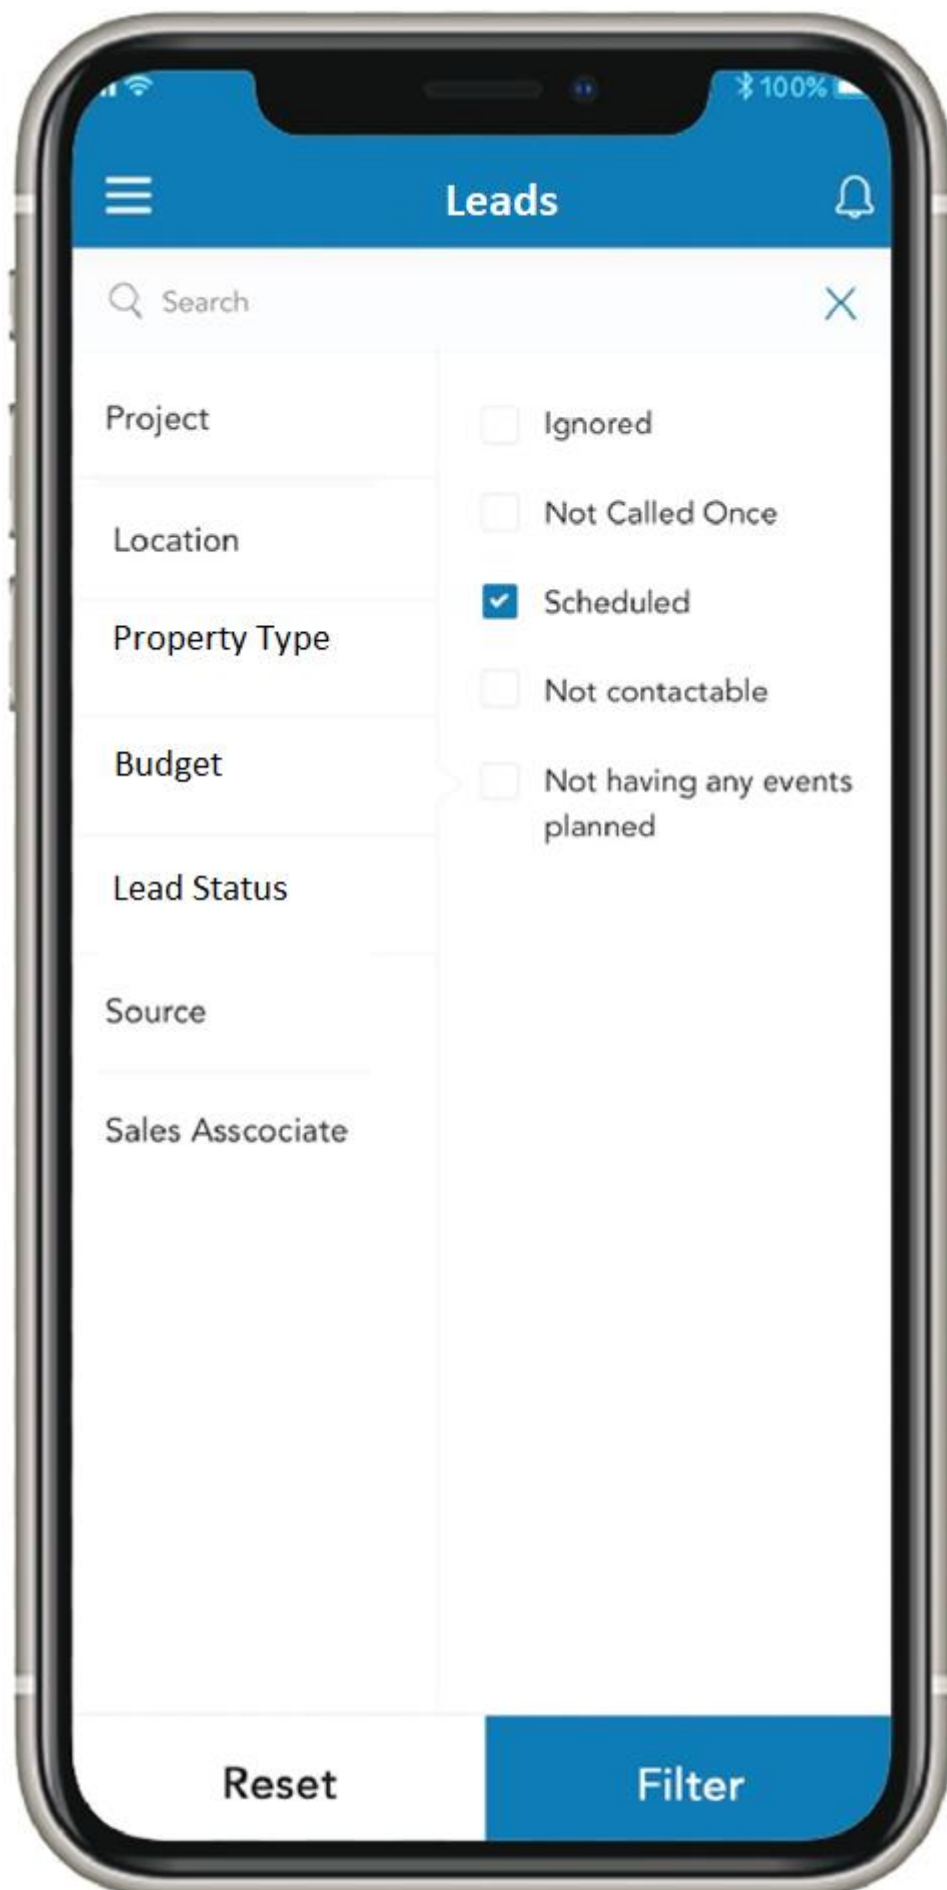 100%
Leads
Search
Project
Location
Property Type
Budget
Lead Status
Source
Sales Asscociate
Ignored
Not Called Once
Scheduled
Not contactable
Not having any events
planned
Reset
Filter